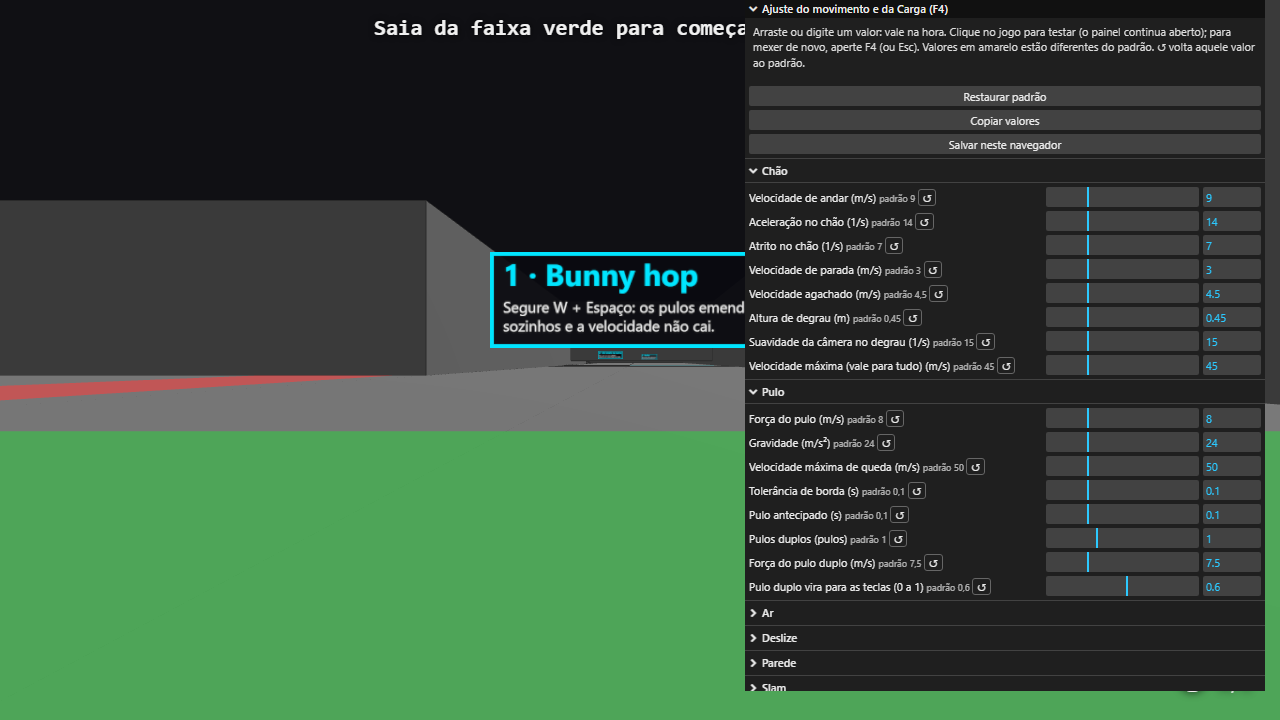 Saia da faixa verde para começa
1 · Bunny hop
Segure W + Espaço: os pulos emend
sozinhos e a velocidade não cai.
Ajuste do movimento e da Carga (F4)
Arraste ou digite um valor: vale na hora. Clique no jogo para testar (o painel continua aberto); para
mexer de novo, aperte F4 (ou Esc). Valores em amarelo estão diferentes do padrão. ↺ volta aquele valor
ao padrão.
Restaurar padrão
Copiar valores
Salvar neste navegador
Chão
Velocidade de andar (m/s) padrão 9 ↺ 9
Aceleração no chão (1/s) padrão 14 ↺ 14
Atrito no chão (1/s) padrão 7 ↺ 7
Velocidade de parada (m/s) padrão 3 ↺ 3
Velocidade agachado (m/s) padrão 4,5 ↺ 4.5
Altura de degrau (m) padrão 0,45 ↺ 0.45
Suavidade da câmera no degrau (1/s) padrão 15 ↺ 15
Velocidade máxima (vale para tudo) (m/s) padrão 45 ↺ 45
Pulo
Força do pulo (m/s) padrão 8 ↺ 8
Gravidade (m/s²) padrão 24 ↺ 24
Velocidade máxima de queda (m/s) padrão 50 ↺ 50
Tolerância de borda (s) padrão 0,1 ↺ 0.1
Pulo antecipado (s) padrão 0,1 ↺ 0.1
Pulos duplos (pulos) padrão 1 ↺ 1
Força do pulo duplo (m/s) padrão 7,5 ↺ 7.5
Pulo duplo vira para as teclas (0 a 1) padrão 0,6 ↺ 0.6
Ar
Deslize
Parede
Slam